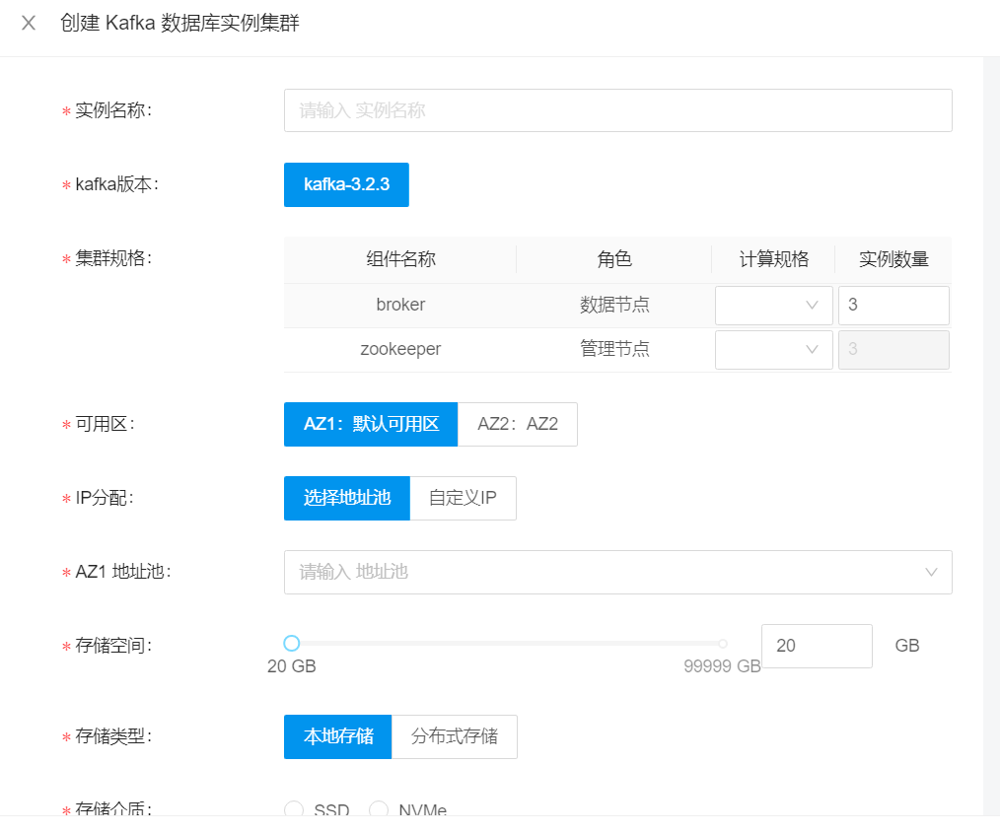 创建 Kafka 数据库实例集群
* 实例名称: 请输入 实例名称
* kafka版本: kafka-3.2.3
* 集群规格: 组件名称 角色 计算规格 实例数量
broker 数据节点 3
zookeeper 管理节点 3
* 可用区: AZ1：默认可用区 AZ2：AZ2
* IP分配: 选择地址池 自定义IP
* AZ1 地址池: 请输入 地址池
* 存储空间: 20 GB
20 GB 99999 GB
* 存储类型: 本地存储 分布式存储
* 存储介质: SSD NVMe